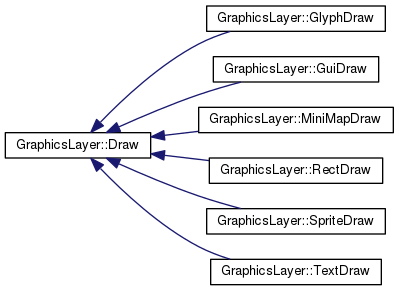 GraphicsLayer::GlyphDraw
GraphicsLayer::GuiDraw
GraphicsLayer::MiniMapDraw
GraphicsLayer::Draw
GraphicsLayer::RectDraw
GraphicsLayer::SpriteDraw
GraphicsLayer::TextDraw